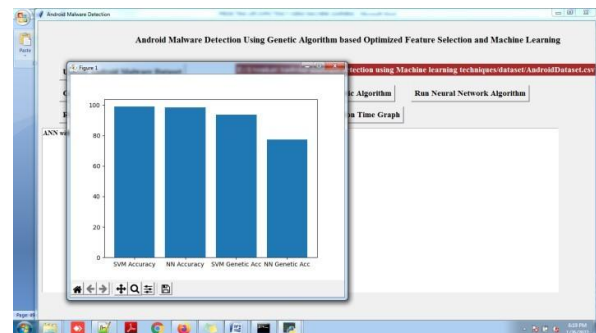 Android Malware Detection
Android Malware Detection Using Genetic Algorithm based Optimized Feature Selection and Machine Learning
Paste
Figure 1
tection using Machine learning techniques/dataset/AndroidDataset.csv
ic Algorithm
Run Neural Network Algorithm
n Time Graph
ANN
100
80
60
40
20
0
SVM Accuracy
NN Accuracy
SVM Genetic Acc
NN Genetic Acc